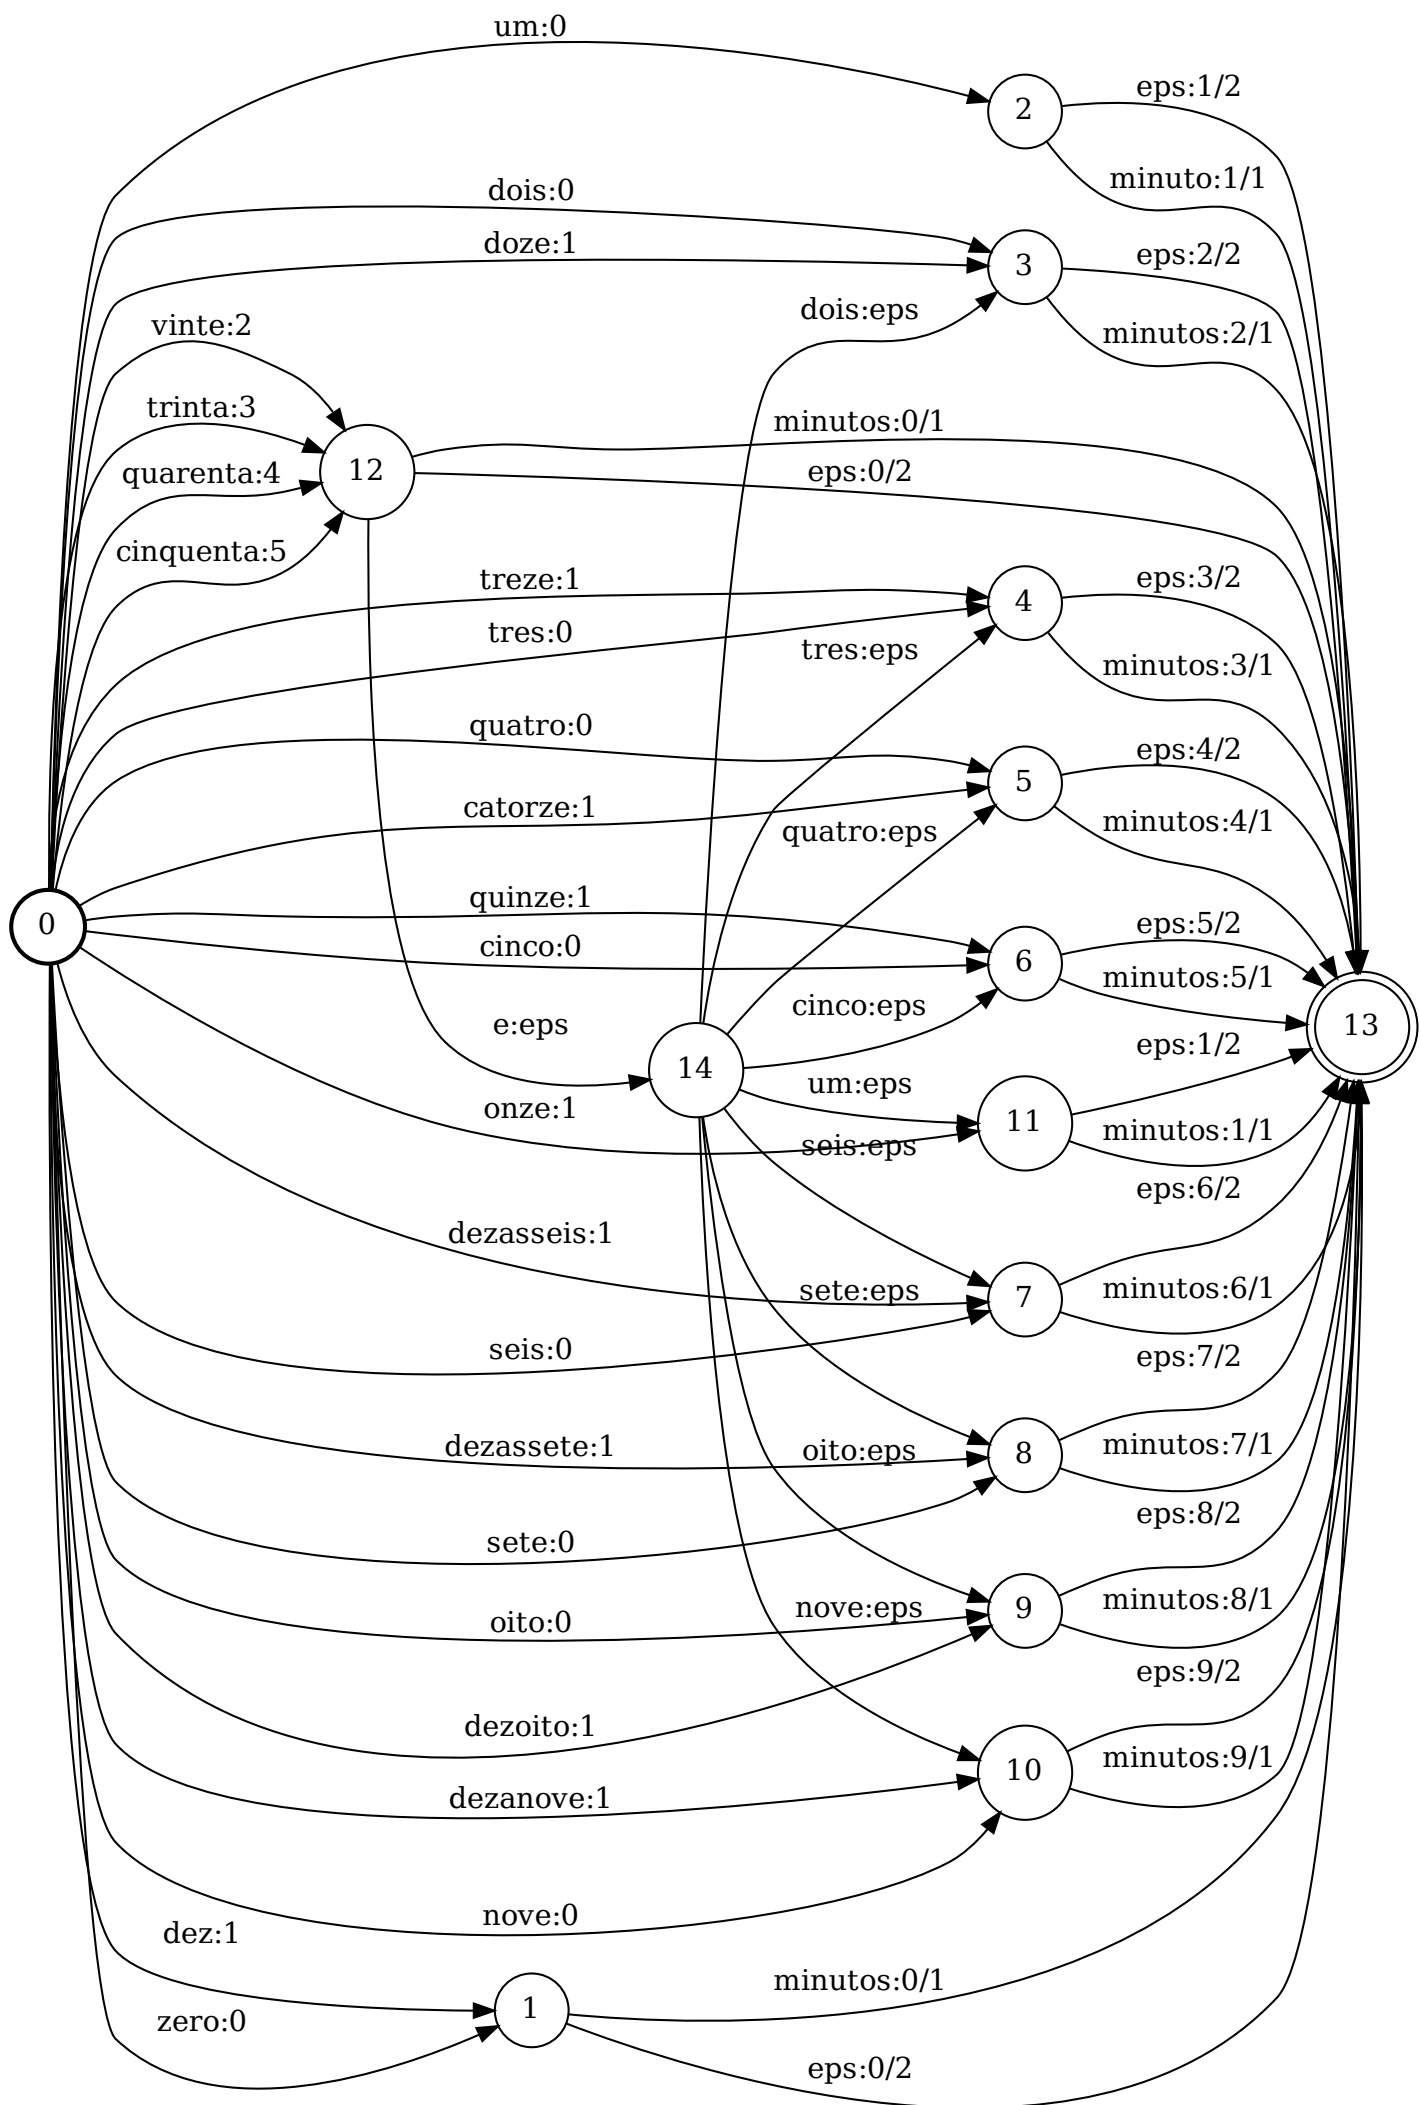 um:0
eps:1/2
2
minuto:1/1
dois:0
doze:1
3
eps:2/2
dois:eps
vinte:2
minutos:2/1
trinta:3
minutos:0/1
12
quarenta:4
eps:0/2
cinquenta:5
treze:1
eps:3/2
4
tres:0
tres:eps
minutos:3/1
quatro:0
eps:4/2
5
catorze:1
minutos:4/1
quatro:eps
quinze:1
0
eps:5/2
cinco:0
6
minutos:5/1
cinco:eps
e:eps
13
eps:1/2
14
um:eps
onze:1
11
minutos:1/1
seis:eps
eps:6/2
dezasseis:1
sete:eps
7
minutos:6/1
seis:0
eps:7/2
dezassete:1
oito:eps
8
minutos:7/1
eps:8/2
sete:0
nove:eps
9
minutos:8/1
oito:0
eps:9/2
dezoito:1
10
minutos:9/1
dezanove:1
nove:0
dez:1
minutos:0/1
1
zero:0
eps:0/2